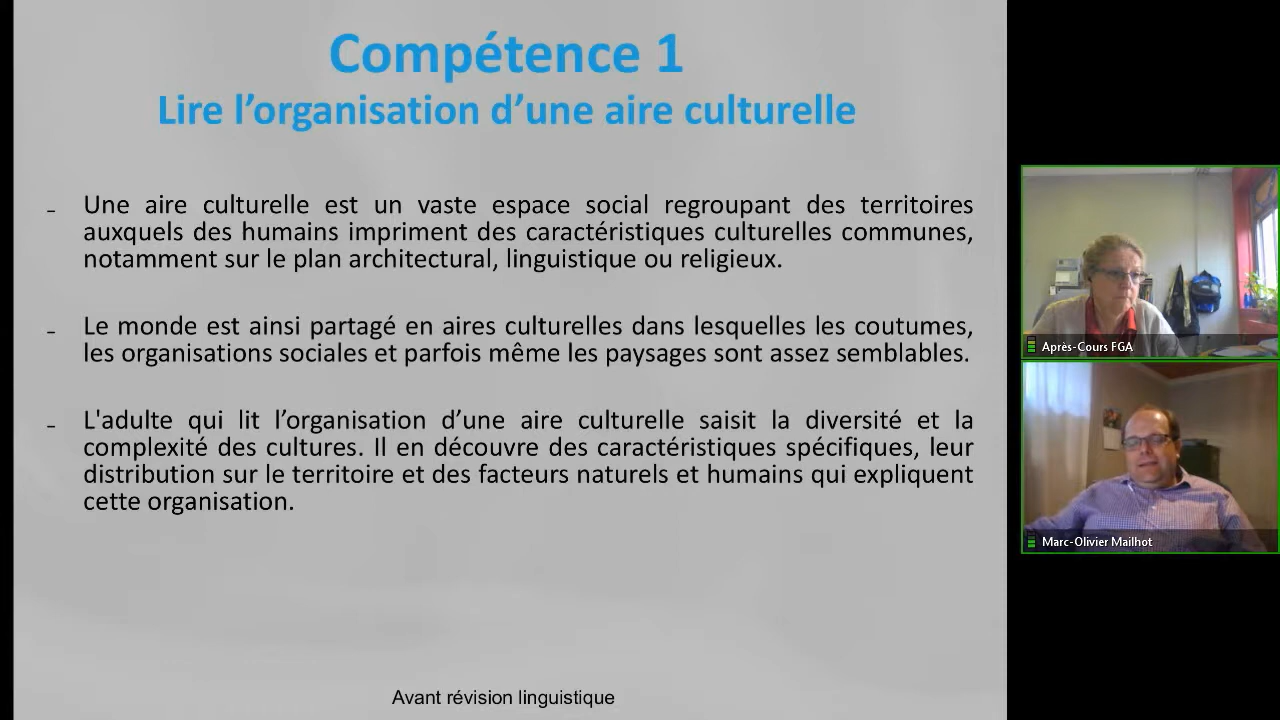 Compétence 1
Lire l’organisation d’une aire culturelle
- Une aire culturelle est un vaste espace social regroupant des territoires
auxquels des humains impriment des caractéristiques culturelles communes,
notamment sur le plan architectural, linguistique ou religieux.
- Le monde est ainsi partagé en aires culturelles dans lesquelles les coutumes,
les organisations sociales et parfois même les paysages sont assez semblables.
- L'adulte qui lit l’organisation d’une aire culturelle saisit la diversité et la
complexité des cultures. Il en découvre des caractéristiques spécifiques, leur
distribution sur le territoire et des facteurs naturels et humains qui expliquent
cette organisation.
Avant révision linguistique
Après-Cours FGA
Marc-Olivier Mailhot